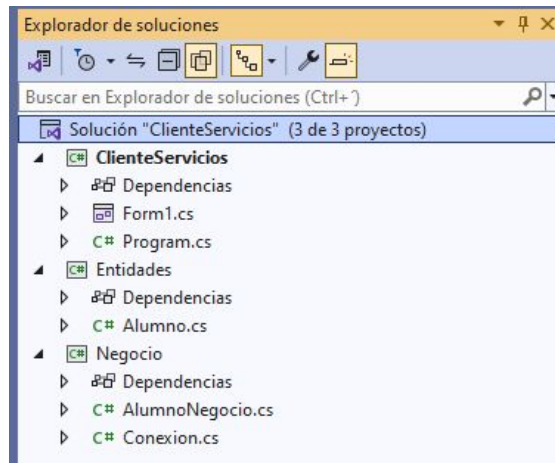 Explorador de soluciones
Buscar en Explorador de soluciones (Ctrl+´)
Solución "ClienteServicios" (3 de 3 proyectos)
C# ClienteServicios
Dependencias
Form1.cs
C# Program.cs
C# Entidades
Dependencias
C# Alumno.cs
C# Negocio
Dependencias
C# AlumnoNegocio.cs
C# Conexion.cs